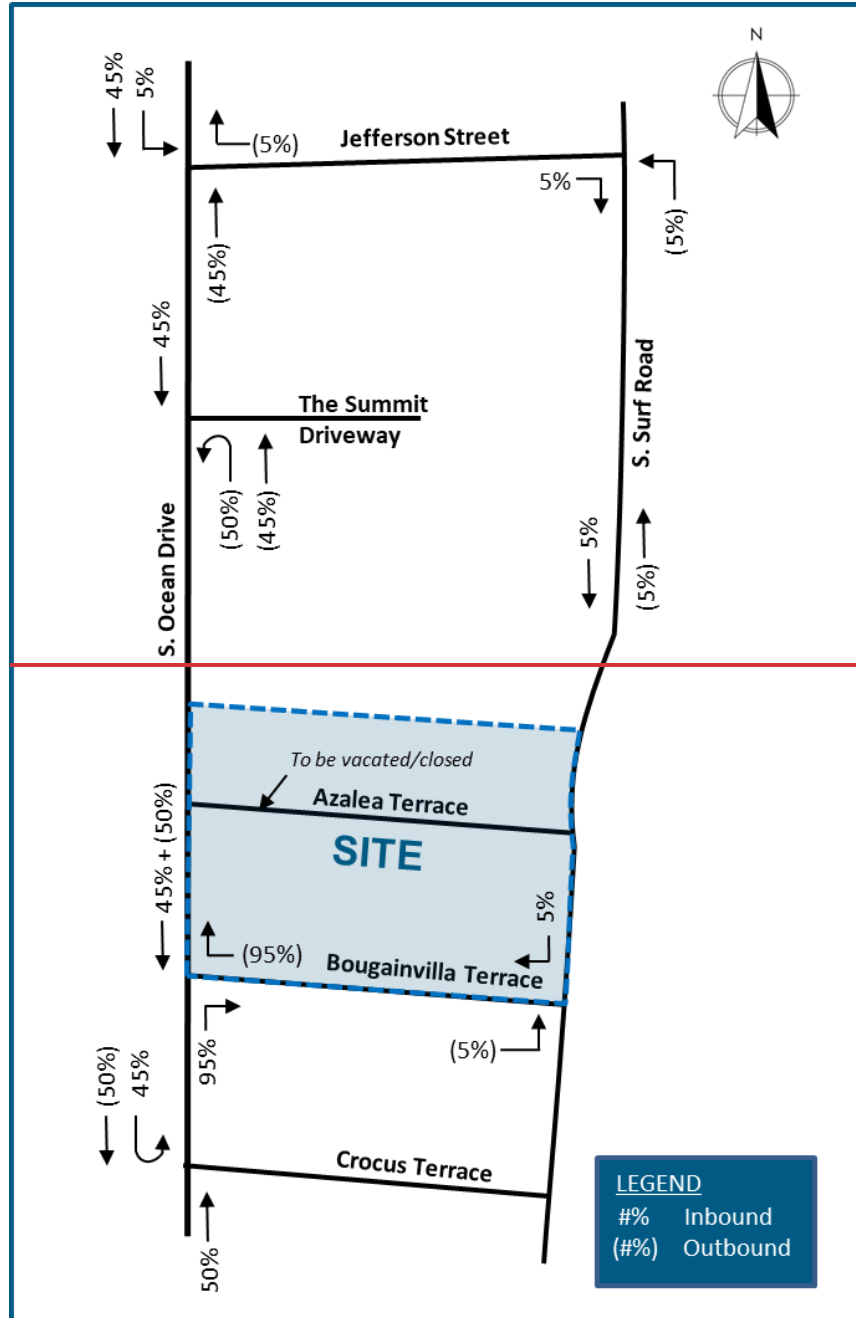 N
45%
5%
(5%)
Jefferson Street
5%
(5%)
(45%)
45%
The Summit
Driveway
S. Surf Road
(50%)
(45%)
5%
(5%)
S. Ocean Drive
To be vacated/closed
Azalea Terrace
SITE
45% + (50%)
5%
(95%)
Bougainvilla Terrace
95%
(5%)
(50%)
45%
Crocus Terrace
50%
LEGEND
#% Inbound
(#%) Outbound